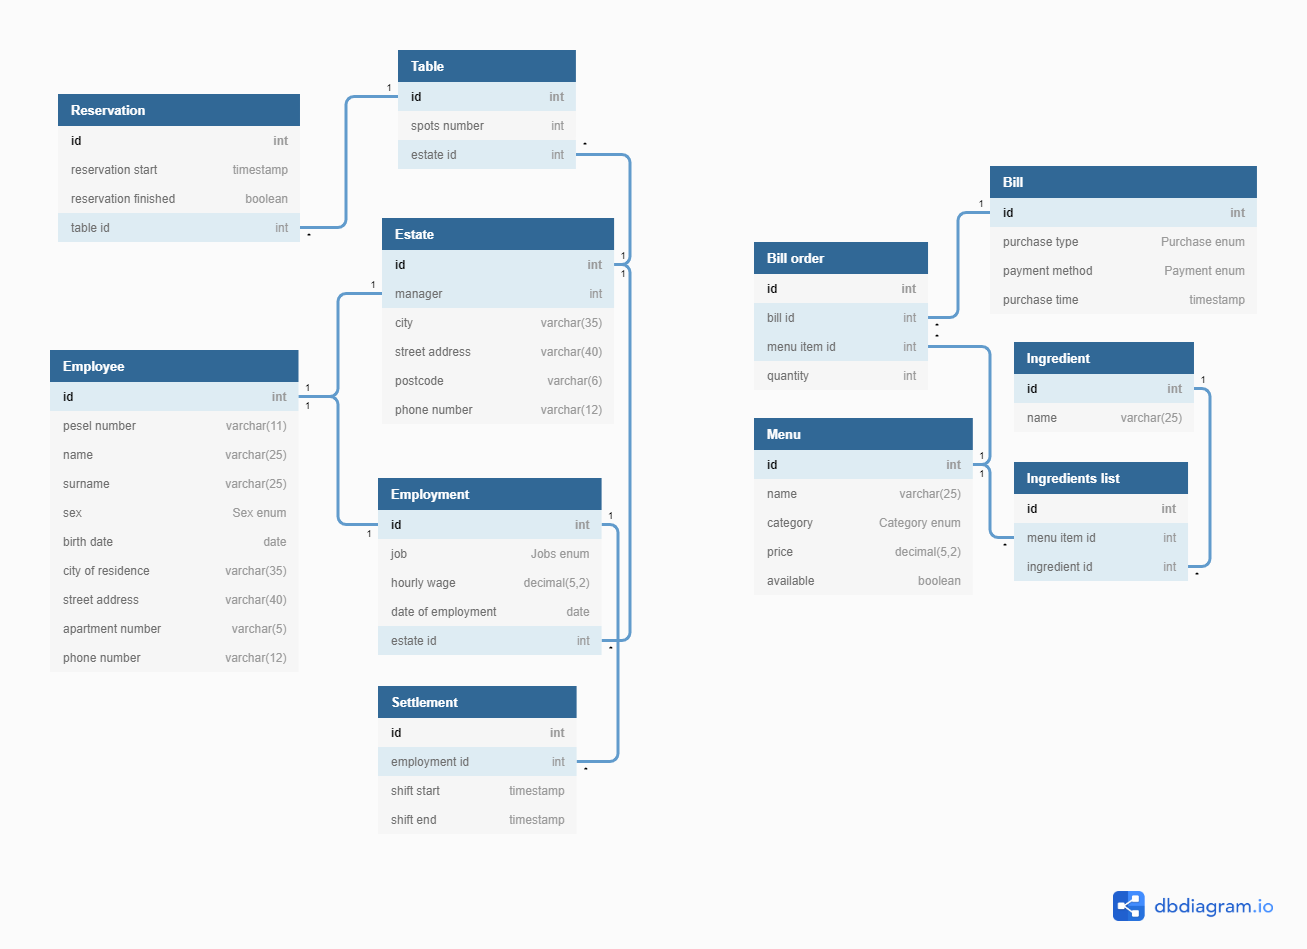 Table
id int
spots number int
estate id int
Reservation
id int
reservation start timestamp
reservation finished boolean
table id int
Estate
id int
manager int
city varchar(35)
street address varchar(40)
postcode varchar(6)
phone number varchar(12)
Employee
id int
pesel number varchar(11)
name varchar(25)
surname varchar(25)
sex Sex enum
birth date date
city of residence varchar(35)
street address varchar(40)
apartment number varchar(5)
phone number varchar(12)
Employment
id int
job Jobs enum
hourly wage decimal(5,2)
date of employment date
estate id int
Settlement
id int
employment id int
shift start timestamp
shift end timestamp
Bill
id int
purchase type Purchase enum
payment method Payment enum
purchase time timestamp
Bill order
id int
bill id int
menu item id int
quantity int
Ingredient
id int
name varchar(25)
Menu
id int
name varchar(25)
category Category enum
price decimal(5,2)
available boolean
Ingredients list
id int
menu item id int
ingredient id int
1
*
*
1
1
1
1
1
1
1
*
*
1
*
*
1
1
1
*
*
dbdiagram.io